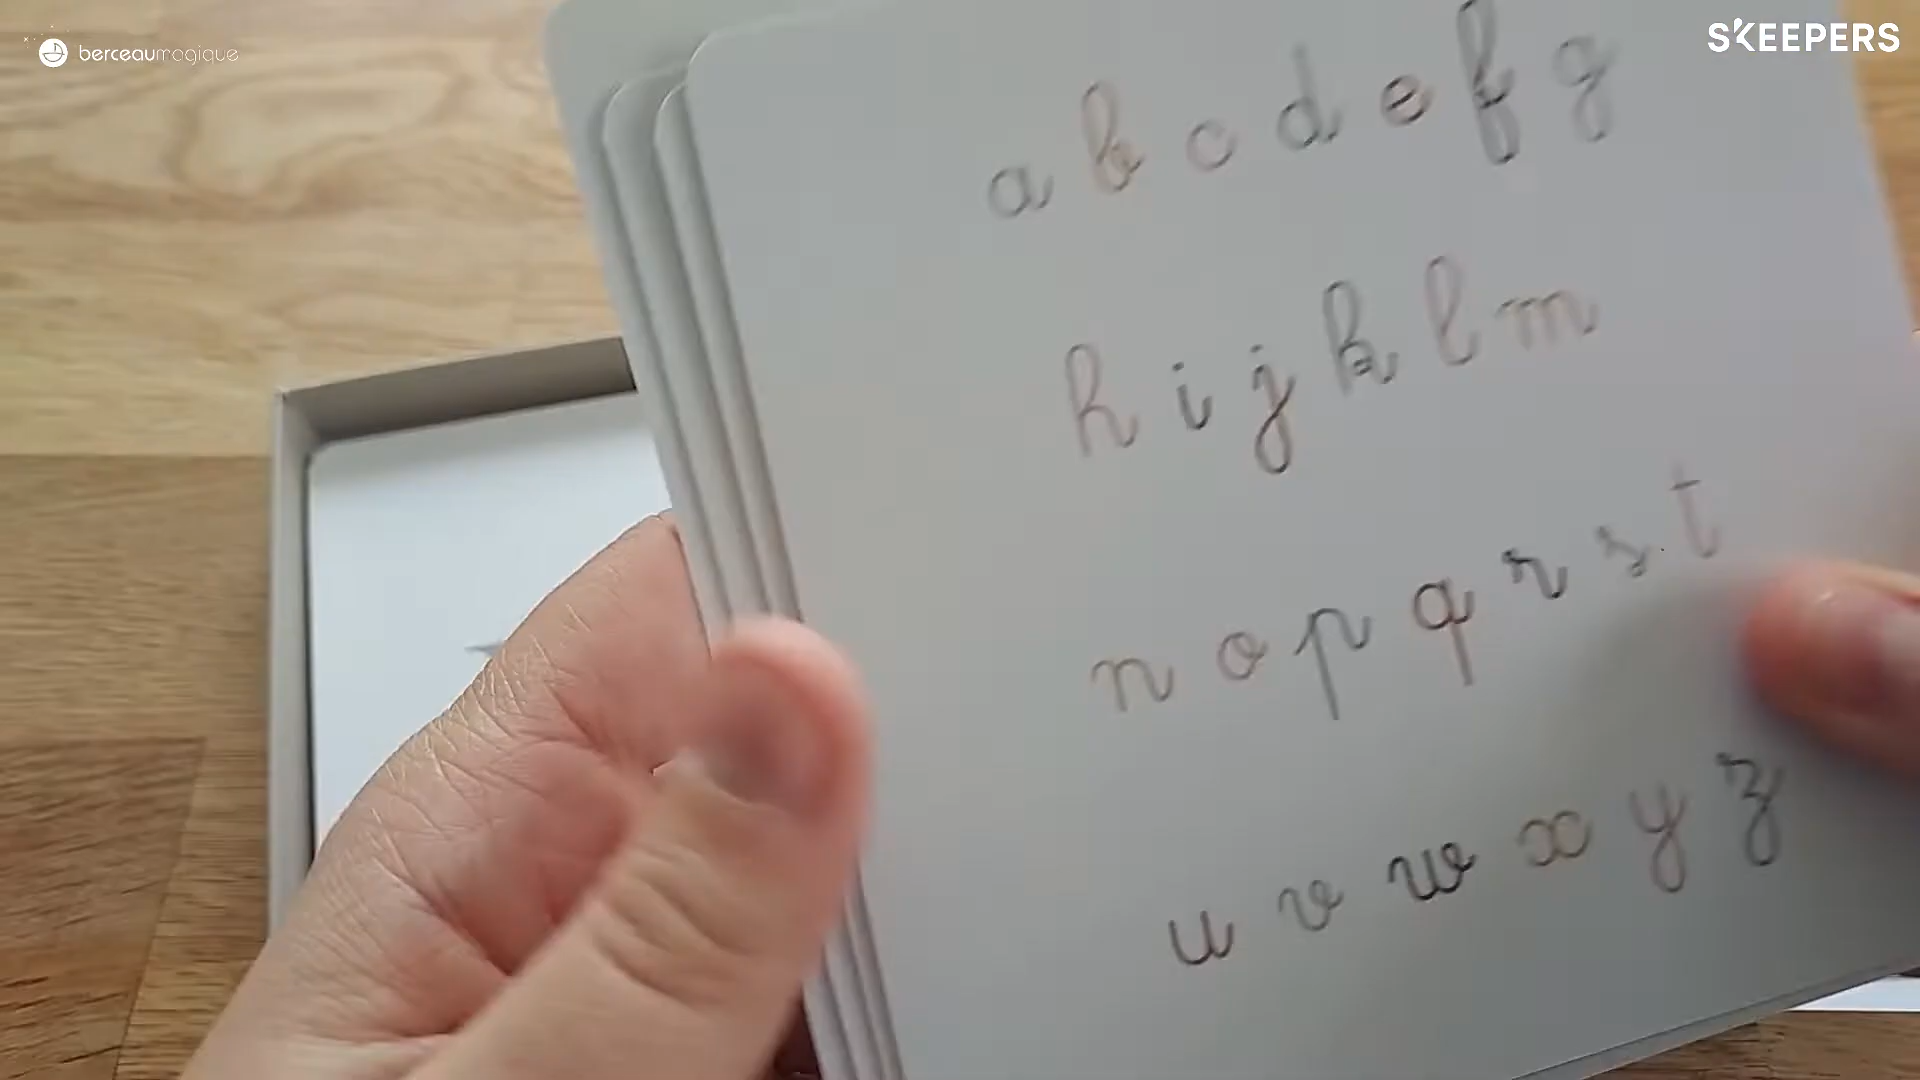 berceaumagique
SKEEPERS
a b c d e f g
h i j k l m
n o p q r s t
u v w x y z